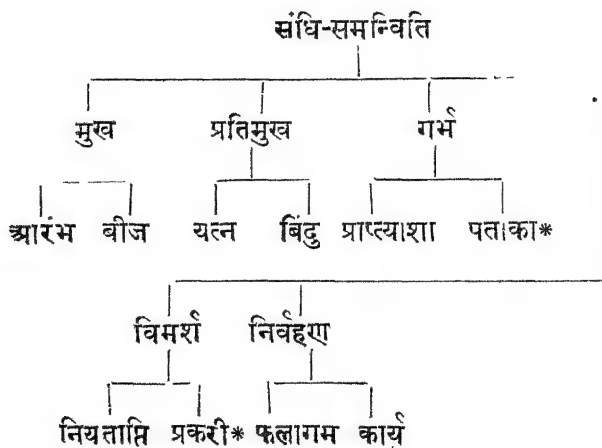 संधि-समन्विति
मुख प्रतिमुख गर्भ
आरंभ बीज यत्न बिंदु प्राप्त्याशा पताका*
विमर्श निर्वहण
नियताप्ति प्रकरी* फलागम कार्य